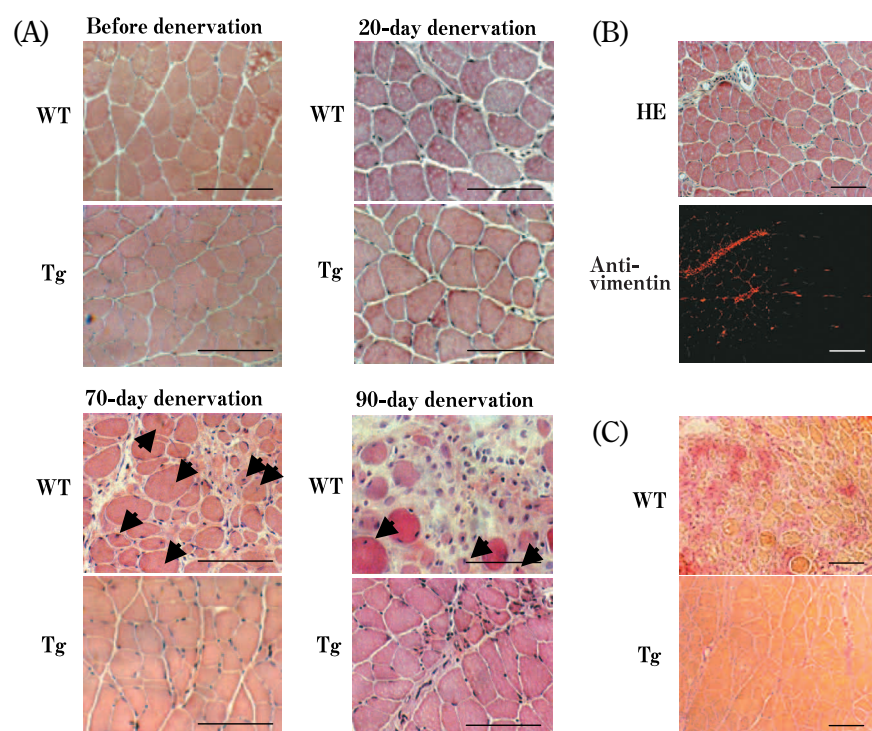 (A)
Before denervation
20-day denervation
(B)
WT
WT
HE
Tg
Tg
Anti-
vimentin
70-day denervation
90-day denervation
(C)
WT
WT
WT
Tg
Tg
Tg